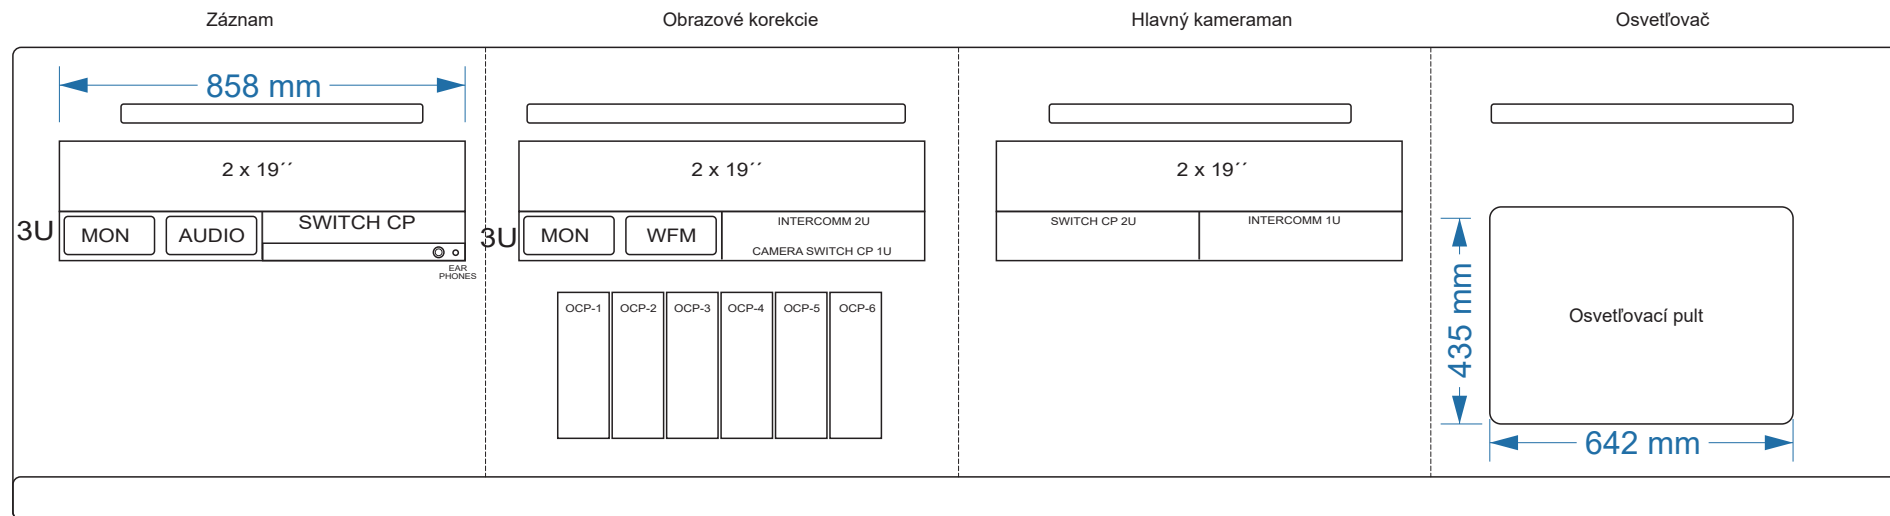 Záznam
Obrazové korekcie
Hlavný kameraman
Osvetľovač
858 mm
2 x 19´´
2 x 19´´
2 x 19´´
3U
MON
AUDIO
SWITCH CP
EAR
PHONES
3U
MON
WFM
INTERCOMM 2U
CAMERA SWITCH CP 1U
SWITCH CP 2U
INTERCOMM 1U
OCP-1
OCP-2
OCP-3
OCP-4
OCP-5
OCP-6
435 mm
Osvetľovací pult
642 mm